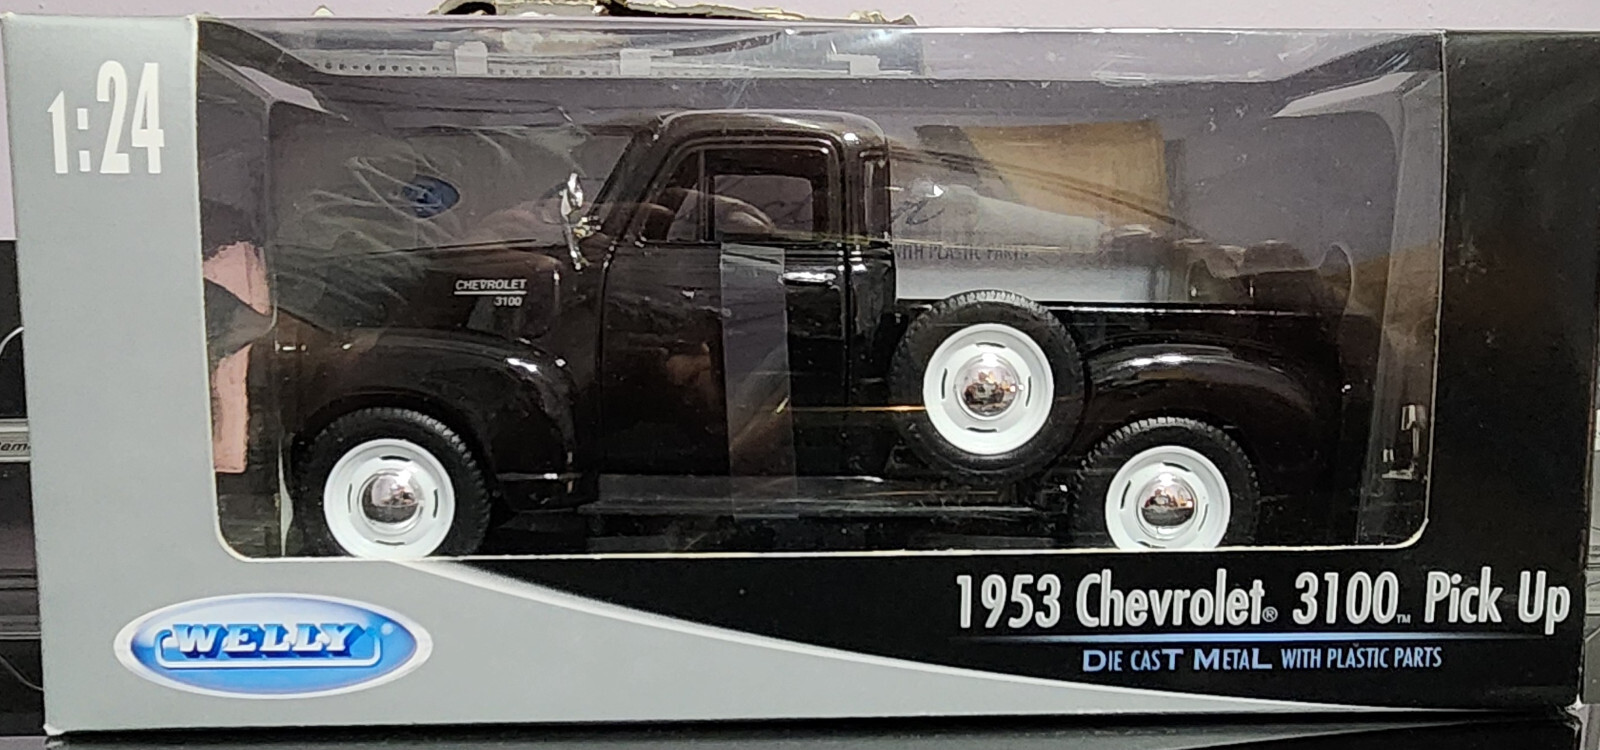 1:24
CHEVROLET
3100
WITH PLASTIC PARTS
WELLY
1953 Chevrolet® 3100™ Pick Up
DIE CAST METAL WITH PLASTIC PARTS